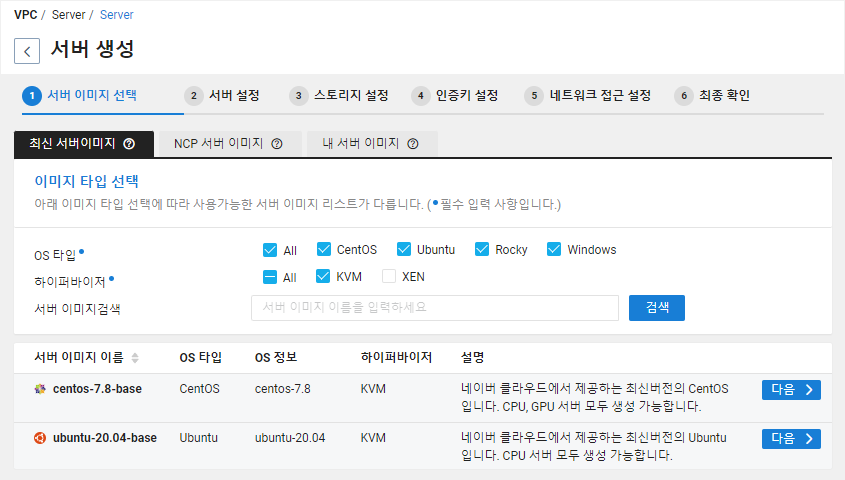 VPC / Server / Server
서버 생성
1 서버 이미지 선택 2 서버 설정 3 스토리지 설정 4 인증키 설정 5 네트워크 접근 설정 6 최종 확인
최신 서버이미지 ? NCP 서버 이미지 ? 내 서버 이미지 ?
이미지 타입 선택
아래 이미지 타입 선택에 따라 사용가능한 서버 이미지 리스트가 다릅니다. (•필수 입력 사항입니다.)
OS 타입• All CentOS Ubuntu Rocky Windows
하이퍼바이저• All KVM XEN
서버 이미지검색 서버 이미지 이름을 입력하세요 검색
서버 이미지 이름 OS 타입 OS 정보 하이퍼바이저 설명
centos-7.8-base CentOS centos-7.8 KVM 네이버 클라우드에서 제공하는 최신버전의 CentOS 다음
입니다. CPU, GPU 서버 모두 생성 가능합니다.
ubuntu-20.04-base Ubuntu ubuntu-20.04 KVM 네이버 클라우드에서 제공하는 최신버전의 Ubuntu 다음
입니다. CPU 서버 모두 생성 가능합니다.